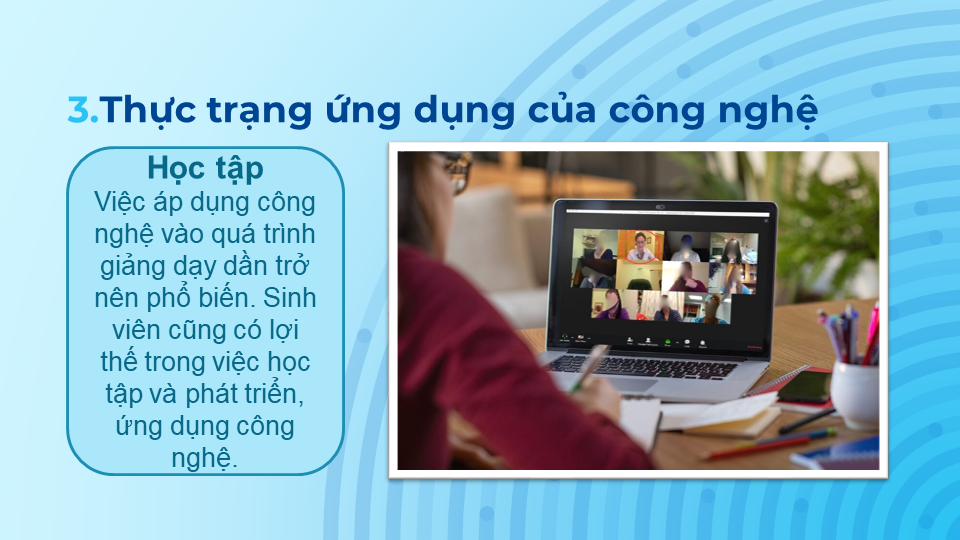 3.Thực trạng ứng dụng của công nghệ
Học tập
Việc áp dụng công
nghệ vào quá trình
giảng dạy dần trở
nên phổ biến. Sinh
viên cũng có lợi
thế trong việc học
tập và phát triển,
ứng dụng công
nghệ.